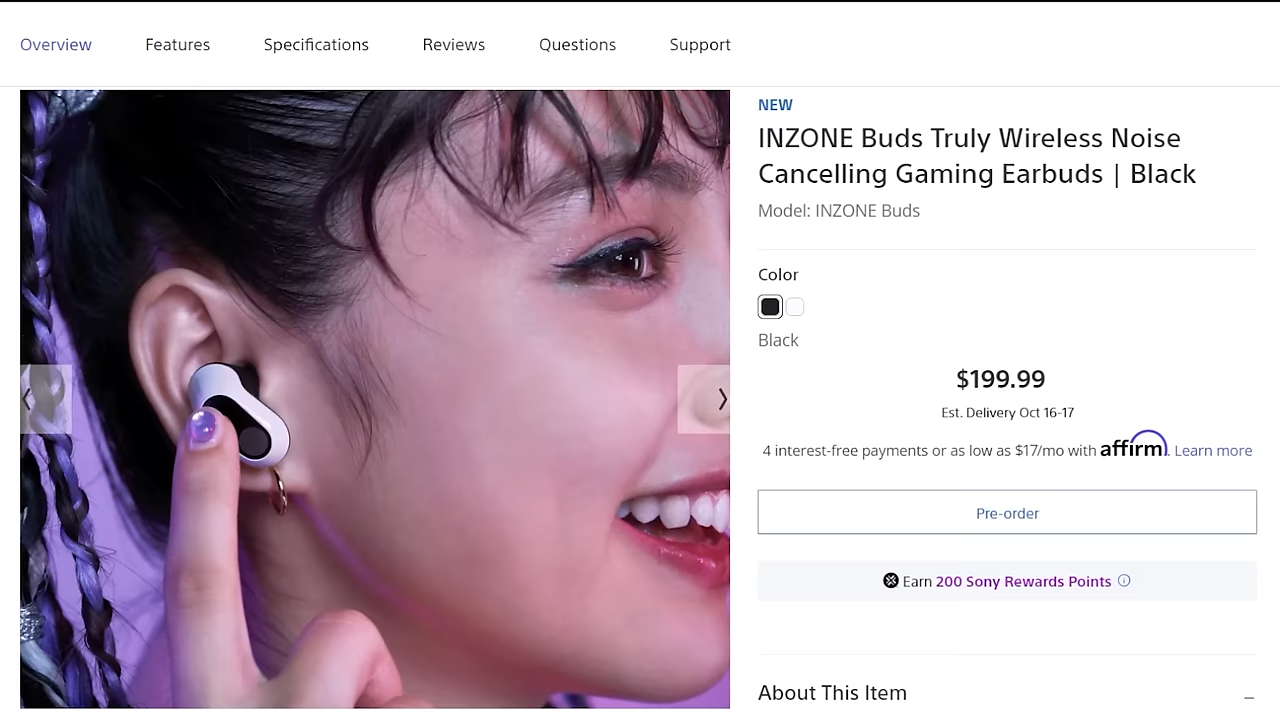 Overview Features Specifications Reviews Questions Support
NEW
INZONE Buds Truly Wireless Noise
Cancelling Gaming Earbuds | Black
Model: INZONE Buds
Color
Black
$199.99
Est. Delivery Oct 16-17
4 interest-free payments or as low as $17/mo with affirm. Learn more
Pre-order
Earn 200 Sony Rewards Points
About This Item